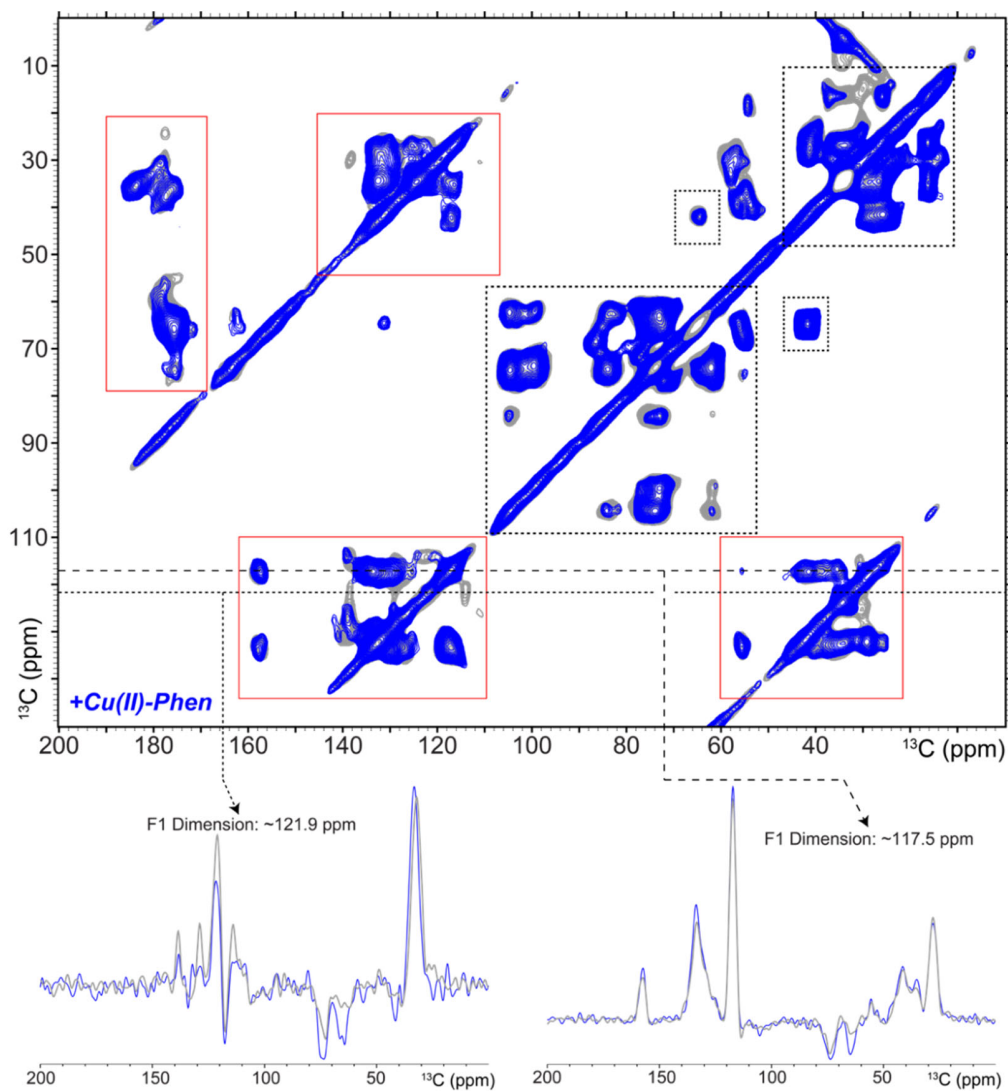 10
30
50
70
90
110
¹³C (ppm)
+Cu(II)-Phen
200 160 140 120 100 80 60 40 ¹³C (ppm)
F1 Dimension: ~121.9 ppm
F1 Dimension: ~117.5 ppm
200 150 100 50 ¹³C (ppm)
200 150 100 50 ¹³C (ppm)